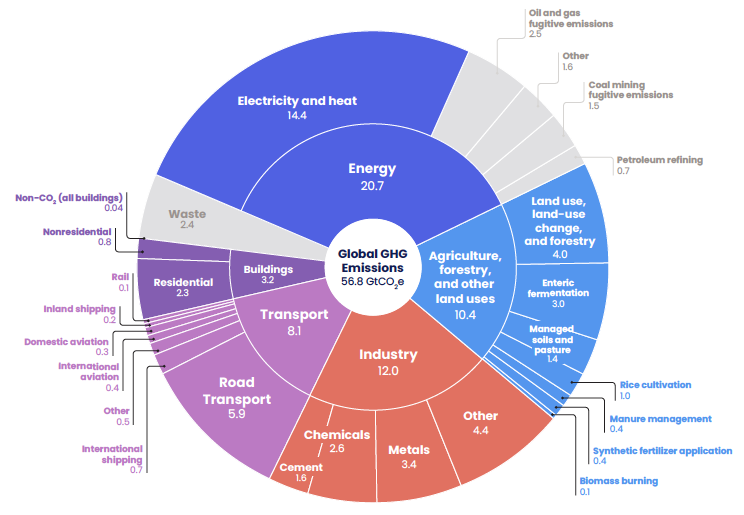 Oil and gas
fugitive emissions
2.5
Other
1.6
Coal mining
fugitive emissions
1.5
Petroleum refining
0.7
Electricity and heat
14.4
Energy
20.7
Land use,
land-use
change,
and forestry
4.0
Non-CO₂ (all buildings)
0.04
Waste
2.4
Nonresidential
0.8
Global GHG
Emissions
56.8 GtCO₂e
Agriculture,
forestry,
and other
land uses
10.4
Enteric
fermentation
3.0
Buildings
3.2
Residential
2.3
Rail
0.1
Inland shipping
0.2
Domestic aviation
0.3
International
aviation
0.4
Other
0.5
International
shipping
0.7
Transport
8.1
Road
Transport
5.9
Managed
soils and
pasture
1.4
Industry
12.0
Rice cultivation
1.0
Manure management
0.4
Synthetic fertilizer application
0.4
Biomass burning
0.1
Cement
1.6
Chemicals
2.6
Metals
3.4
Other
4.4